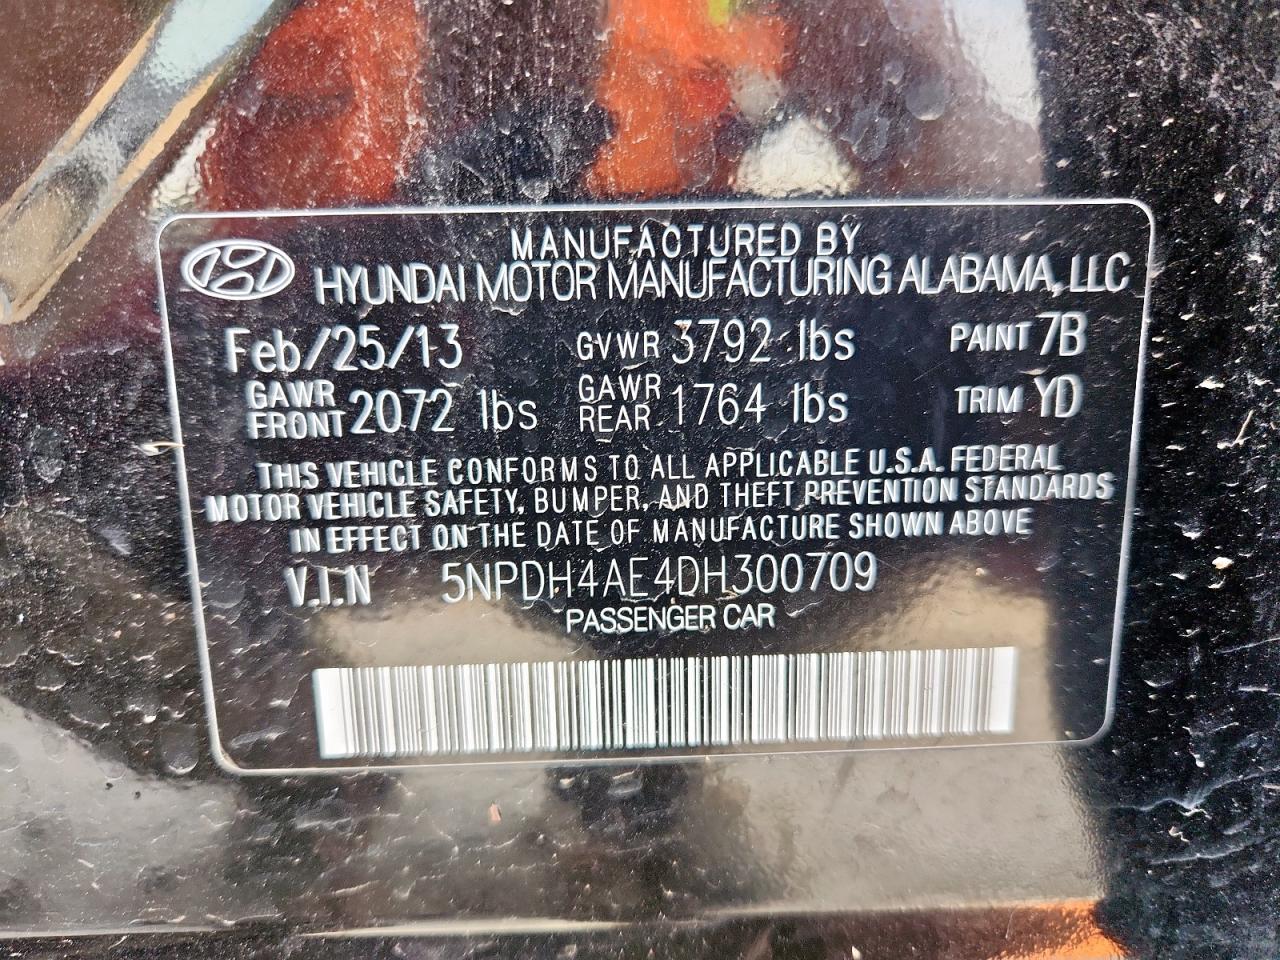 MANUFACTURED BY
HYUNDAI MOTOR MANUFACTURING ALABAMA, LLC
Feb/25/13 GVWR 3792 lbs PAINT 7B
GAWR FRONT 2072 lbs GAWR REAR 1764 lbs TRIM YD
THIS VEHICLE CONFORMS TO ALL APPLICABLE U.S.A. FEDERAL
MOTOR VEHICLE SAFETY, BUMPER, AND THEFT PREVENTION STANDARDS
IN EFFECT ON THE DATE OF MANUFACTURE SHOWN ABOVE
V.I.N 5NPDH4AE4DH300709
PASSENGER CAR